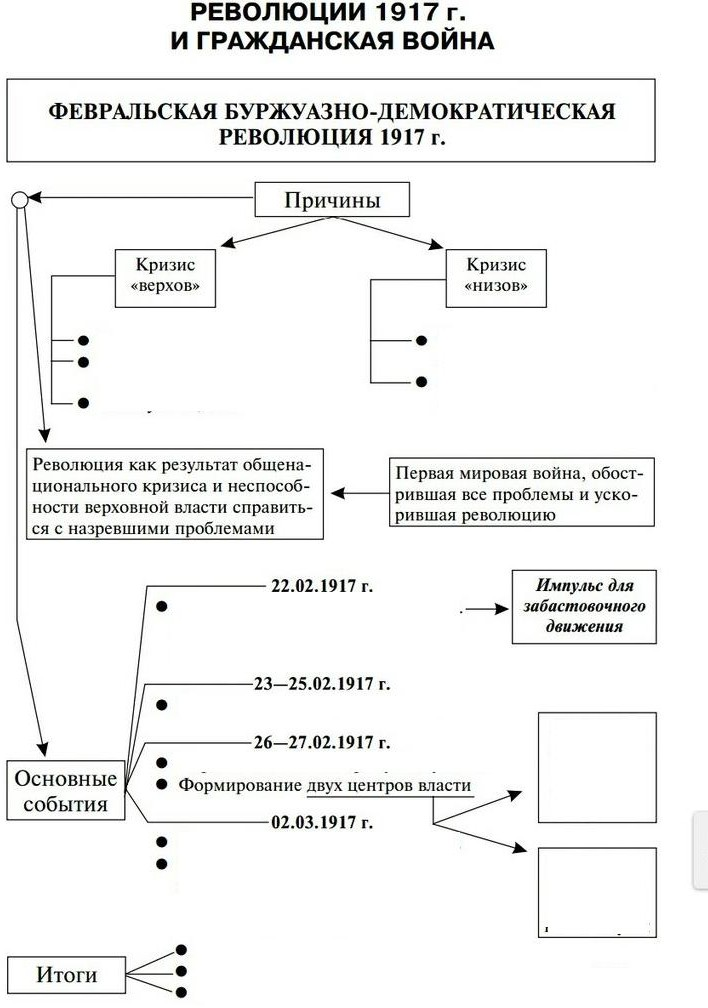 РЕВОЛЮЦИИ 1917 г.
И ГРАЖДАНСКАЯ ВОЙНА
ФЕВРАЛЬСКАЯ БУРЖУАЗНО-ДЕМОКРАТИЧЕСКАЯ
РЕВОЛЮЦИЯ 1917 г.
Причины
Кризис
«верхов»
Кризис
«низов»
Революция как результат общена-
ционального кризиса и неспособ-
ности верховной власти справить-
ся с назревшими проблемами
Первая мировая война, обост-
рившая все проблемы и уско-
рившая революцию
22.02.1917 г.
Импульс для
забастовочного
движения
23—25.02.1917 г.
26—27.02.1917 г.
Основные
события
Формирование двух центров власти
02.03.1917 г.
Итоги